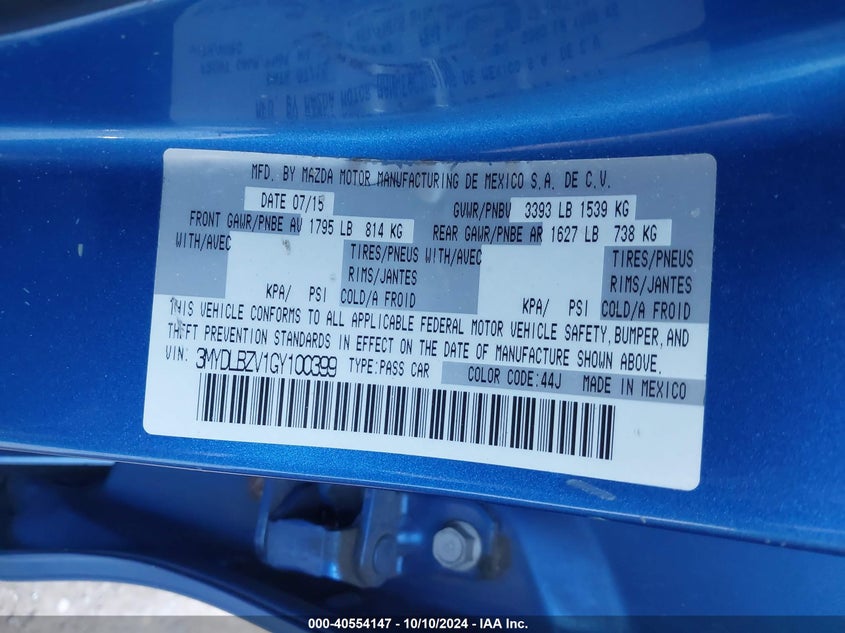 MFD. BY MAZDA MOTOR MANUFACTURING DE MEXICO S.A. DE C.V.
DATE 07/15 GVWR/PNBV 3393 LB 1539 KG
FRONT GAWR/PNBE AV 1795 LB 814 KG REAR GAWR/PNBE AR 1627 LB 738 KG
WITH/AVEC TIRES/PNEUS WITH/AVEC TIRES/PNEUS
RIMS/JANTES RIMS/JANTES
KPA/ PSI COLD/A FROID KPA/ PSI COLD/A FROID
THIS VEHICLE CONFORMS TO ALL APPLICABLE FEDERAL MOTOR VEHICLE SAFETY, BUMPER, AND
THEFT PREVENTION STANDARDS IN EFFECT ON THE DATE OF MANUFACTURE SHOWN ABOVE.
VIN: 3MYDLBZV1GY100399 TYPE:PASS CAR COLOR CODE:44J MADE IN MEXICO
000-40554147 - 10/10/2024 - IAA Inc.